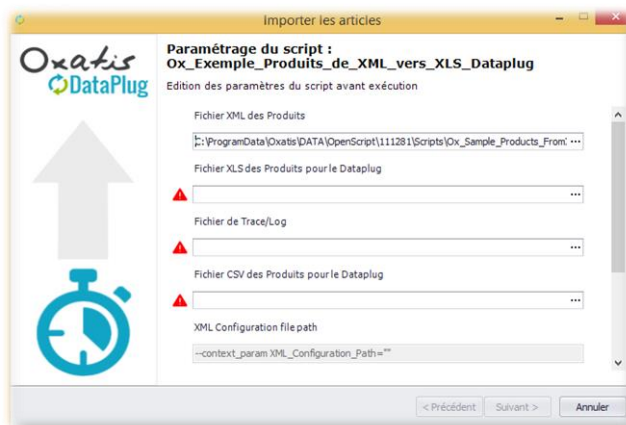 Importer les articles
Oxatis
DataPlug
Paramétrage du script :
Ox_Exemple_Produits_de_XML_vers_XLS_Dataplug
Edition des paramètres du script avant exécution
Fichier XML des Produits
C:\ProgramData\Oxatis\DATA\OpenScript\111281\Scripts\Ox_Sample_Products_From ...
Fichier XLS des Produits pour le Dataplug
...
Fichier de Trace/Log
...
Fichier CSV des Produits pour le Dataplug
...
XML Configuration file path
--context_param XML_Configuration_Path=""
< Précédent Suivant > Annuler